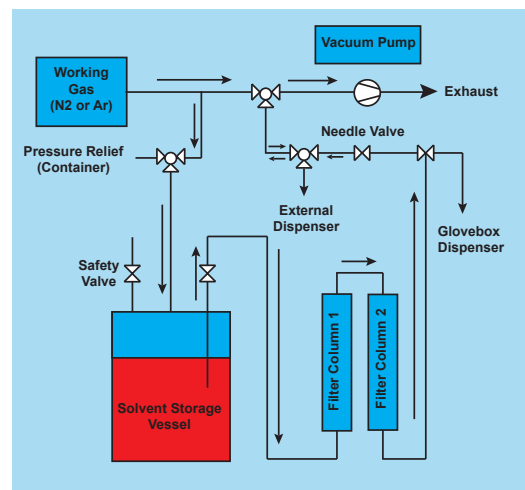 Vacuum Pump
Working
Gas
(N2 or Ar)
Exhaust
Needle Valve
Pressure Relief
(Container)
External
Dispenser
Glovebox
Dispenser
Safety
Valve
Filter Column 1
Filter Column 2
Solvent Storage
Vessel